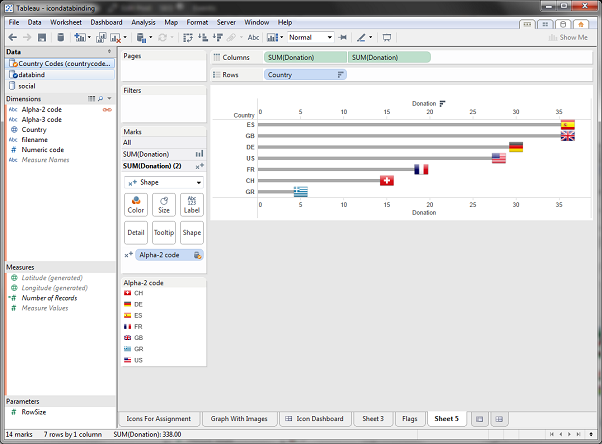 Tableau - icondatabinding
File Worksheet Dashboard Analysis Map Format Server Window Help
Normal
Abc
Show Me
Data
Country Codes (countrycode...
databind
social
Dimensions
Abc Alpha-2 code
Abc Alpha-3 code
Country
Abc filename
# Numeric code
Abc Measure Names
Measures
Latitude (generated)
Longitude (generated)
# Number of Records
# Measure Values
Parameters
# RowSize
Pages
Filters
Marks
All
SUM(Donation)
SUM(Donation) (2)
Shape
Color Size Label
Abc
123
Detail Tooltip Shape
Alpha-2 code
Alpha-2 code
CH
DE
ES
FR
GB
GR
US
Columns SUM(Donation) SUM(Donation)
Rows Country
Donation
Country 0 5 10 15 20 25 30 35
ES
GB
DE
US
FR
CH
GR
0 5 10 15 20 25 30 35
Donation
Icons For Assignment Graph With Images Icon Dashboard Sheet 3 Flags Sheet 5
14 marks 7 rows by 1 column SUM(Donation): 338.00